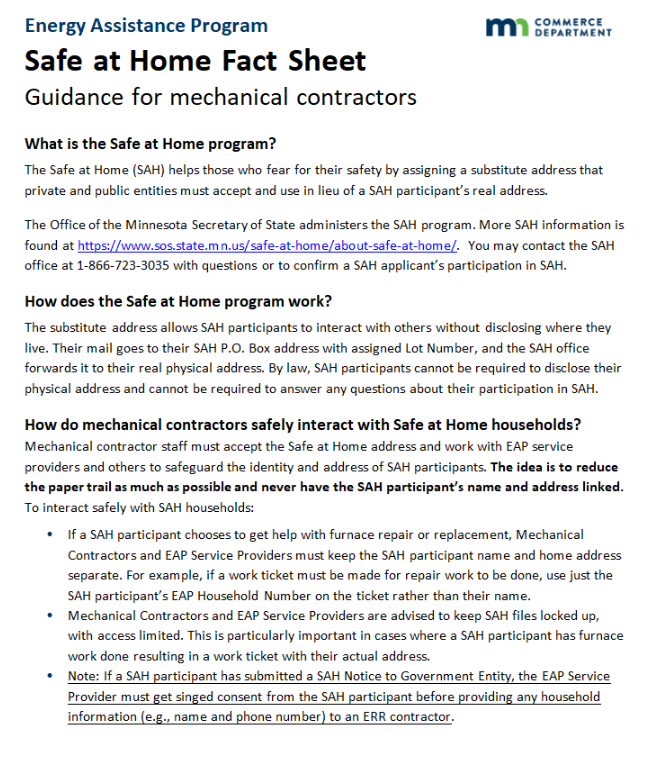 Energy Assistance Program
mn COMMERCE
DEPARTMENT
Safe at Home Fact Sheet
Guidance for mechanical contractors
What is the Safe at Home program?
The Safe at Home (SAH) helps those who fear for their safety by assigning a substitute address that
private and public entities must accept and use in lieu of a SAH participant's real address.
The Office of the Minnesota Secretary of State administers the SAH program. More SAH information is
found at https://www.sos.state.mn.us/safe-at-home/about-safe-at-home/. You may contact the SAH
office at 1-866-723-3035 with questions or to confirm a SAH applicant's participation in SAH.
How does the Safe at Home program work?
The substitute address allows SAH participants to interact with others without disclosing where they
live. Their mail goes to their SAH P.O. Box address with assigned Lot Number, and the SAH office
forwards it to their real physical address. By law, SAH participants cannot be required to disclose their
physical address and cannot be required to answer any questions about their participation in SAH.
How do mechanical contractors safely interact with Safe at Home households?
Mechanical contractor staff must accept the Safe at Home address and work with EAP service
providers and others to safeguard the identity and address of SAH participants. The idea is to reduce
the paper trail as much as possible and never have the SAH participant's name and address linked.
To interact safely with SAH households:
• If a SAH participant chooses to get help with furnace repair or replacement, Mechanical
Contractors and EAP Service Providers must keep the SAH participant name and home address
separate. For example, if a work ticket must be made for repair work to be done, use just the
SAH participant's EAP Household Number on the ticket rather than their name.
• Mechanical Contractors and EAP Service Providers are advised to keep SAH files locked up,
with access limited. This is particularly important in cases where a SAH participant has furnace
work done resulting in a work ticket with their actual address.
• Note: If a SAH participant has submitted a SAH Notice to Government Entity, the EAP Service
Provider must get singed consent from the SAH participant before providing any household
information (e.g., name and phone number) to an ERR contractor.